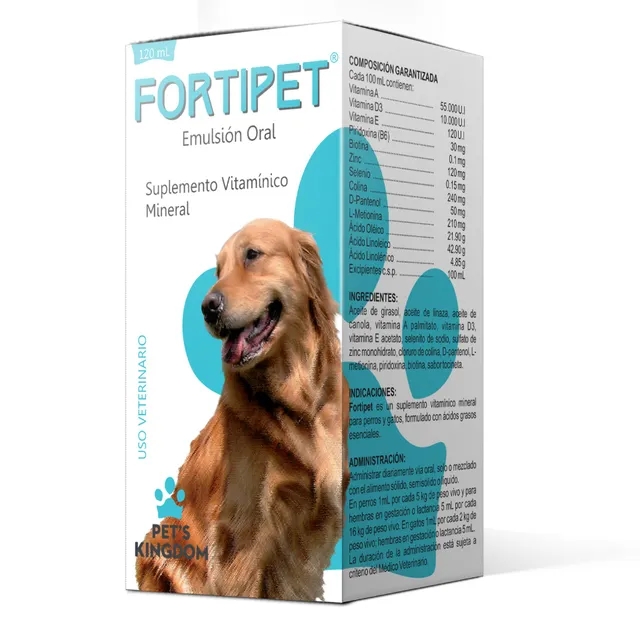 120 mL
FORTIPET®
Emulsión Oral
Suplemento Vitamínico
Mineral
USO VETERINARIO
PET'S
KINGDOM
COMPOSICIÓN GARANTIZADA
Cada 100 mL contienen:
Vitamina A 55.000 U.I
Vitamina D3 10.000 U.I
Vitamina E 120 U.I
Piridoxina (B6) 30 mg
Biotina 0.1 mg
Zinc 120 mg
Selenio 0.15 mg
Colina 240 mg
D-Pantenol 50 mg
L-Metionina 210 mg
Ácido Oléico 21.90 g
Ácido Linoléico 42.90 g
Ácido Linolénico 4.85 g
Excipientes c.s.p. 100 mL
INGREDIENTES:
Aceite de girasol, aceite de linaza, aceite de
canola, vitamina A palmitato, vitamina D3,
vitamina E acetato, selenito de sodio, sulfato de
zinc monohidrato, cloruro de colina, D-pantenol, L-
metionina, piridoxina, biotina, sabor tocineta.
INDICACIONES:
Fortipet es un suplemento vitamínico mineral
para perros y gatos, formulado con ácidos grasos
esenciales.
ADMINISTRACIÓN:
Administrar diariamente vía oral, solo o mezclado
con el alimento sólido, semisólido o líquido.
En perros 1mL por cada 5 kg de peso vivo y para
hembras en gestación o lactancia 5 mL por cada
16 kg de peso vivo. En gatos 1mL por cada 2 kg de
peso vivo; hembras en gestación o lactancia 5 mL.
La duración de la administración está sujeta a
criterio del Médico Veterinario.